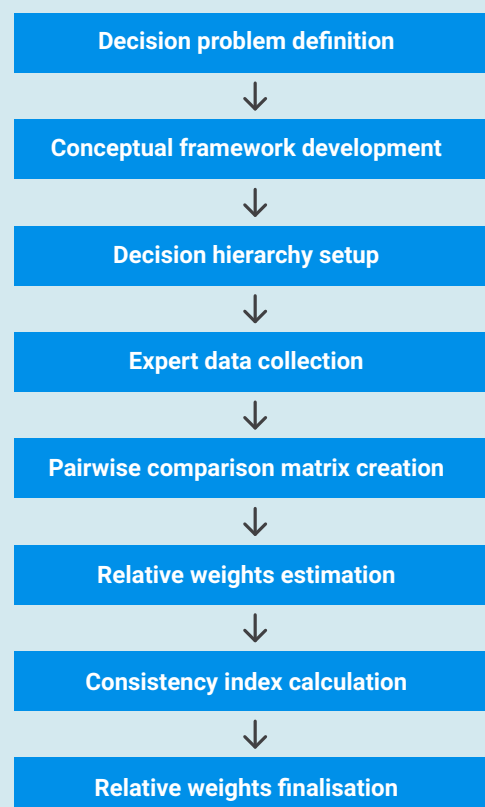 Decision problem definition
Conceptual framework development
Decision hierarchy setup
Expert data collection
Pairwise comparison matrix creation
Relative weights estimation
Consistency index calculation
Relative weights finalisation